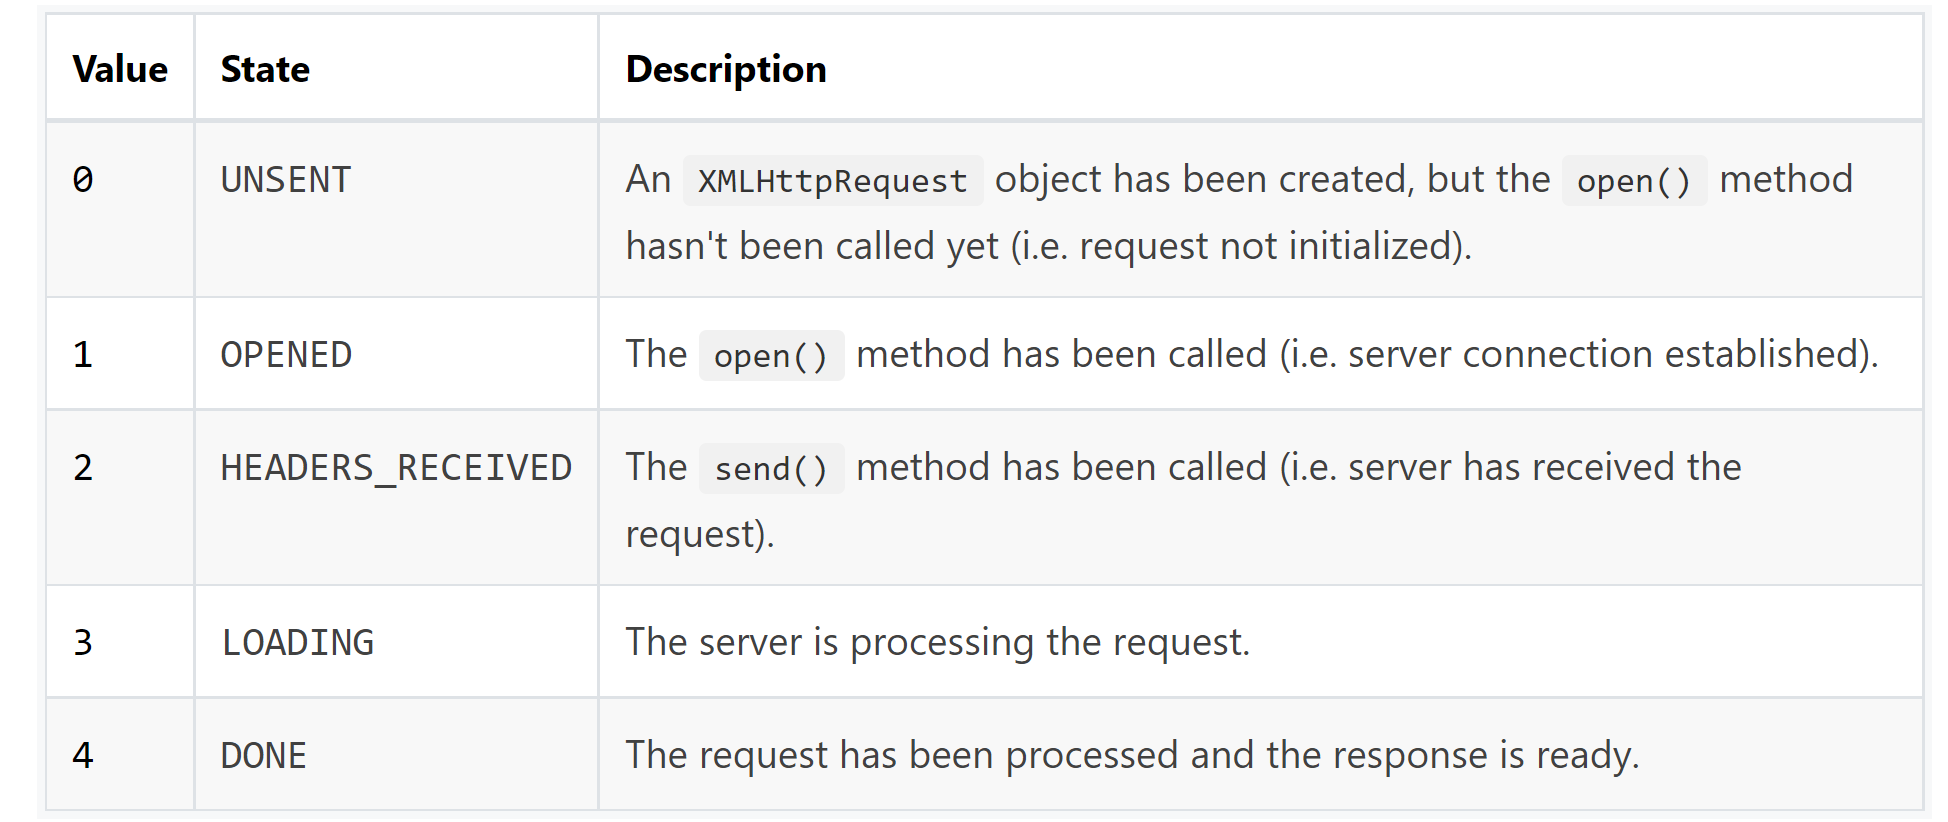 Value State Description
0 UNSENT An XMLHttpRequest object has been created, but the open() method
hasn't been called yet (i.e. request not initialized).
1 OPENED The open() method has been called (i.e. server connection established).
2 HEADERS_RECEIVED The send() method has been called (i.e. server has received the
request).
3 LOADING The server is processing the request.
4 DONE The request has been processed and the response is ready.